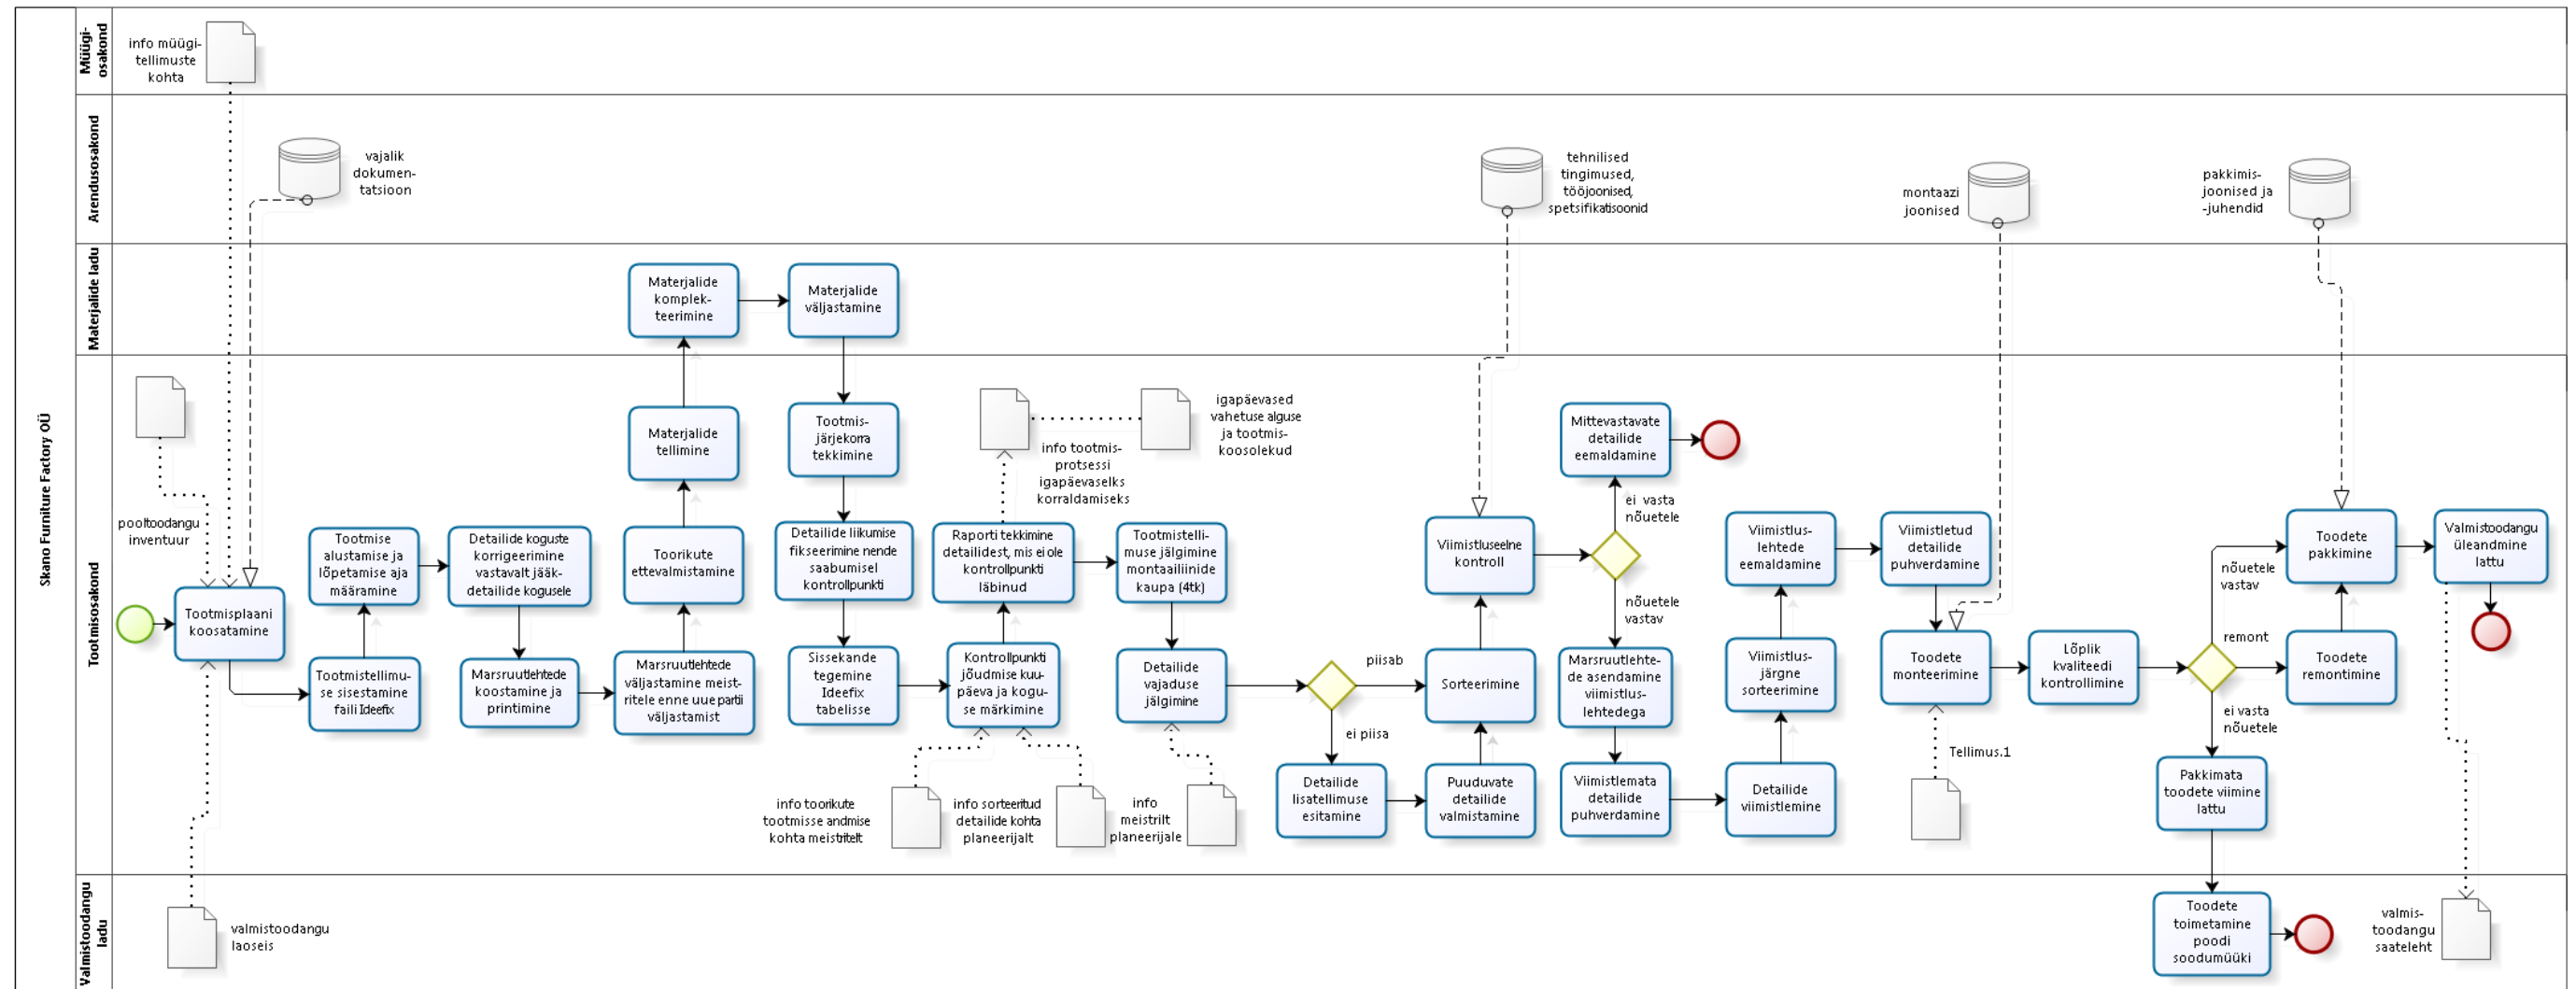 Skano Furniture Factory OÜ
Müügi-
osakond
info müügi-
tellimuste
kohta
Arendusosakond
vajalik
dokumen-
tatsioon
tehnilised
tingimused,
tööjoonised,
spetsifikatisoonid
montaazi
joonised
pakkimis-
joonised ja
-juhendid
Materjalide ladu
Materjalide
komplek-
teerimine
Materjalide
väljastamine
Tootmisosakond
pooltoodangu
inventuur
Tootmisplaani
koosatamine
Tootmistellimu-
se sisestamine
faili Ideefix
Tootmise
alustamise ja
lõpetamise aja
määramine
Detailide koguste
korrigeerimine
vastavalt jääk-
detailide kogusele
Marsruutlehtede
koostamine ja
printimine
Marsruutlehtede
väljastamine meist-
ritele enne uue partii
väljastamist
Toorikute
ettevalmistamine
Materjalide
tellimine
Tootmis-
järjekorra
tekkimine
Detailide liikumise
fikseerimine nende
saabumisel
kontrollpunkti
Sissekande
tegemine
Ideefix
tabelisse
Kontrollpunkti
jõudmise kuu-
päeva ja kogu-
se märkimine
info toorikute
tootmisse andmise
kohta meistritelt
info sorteeritud
detailide kohta
planeerijalt
Raporti tekkimine
detailidest, mis ei ole
kontrollpunkti
läbinud
info tootmis-
protsessi
igapäevaselks
korraldamiseks
igapäevased
vahetuse alguse
ja tootmis-
koosolekud
Tootmistelli-
muse jälgimine
montaailiinide
kaupa (4tk)
Detailide
vajaduse
jälgimine
info
meistrilt
planeerijale
piisab
ei piisa
Detailide
lisatellimuse
esitamine
Puuduvate
detailide
valmistamine
Sorteerimine
Viimistluseelne
kontroll
ei vasta
nõuetele
Mittevastavate
detailide
eemaldamine
nõuetele
vastav
Marsruutlehte-
de asendamine
viimistlus-
lehtedega
Viimistlemata
detailide
puhverdamine
Detailide
viimistlemine
Viimistlus-
järgne
sorteerimine
Viimistlus-
lehtede
eemaldamine
Viimistletud
detailide
puhverdamine
Toodete
monteerimine
Tellimus.1
Lõplik
kvaliteedi
kontrollimine
nõuetele
vastav
remont
ei vasta
nõuetele
Toodete
remontimine
Toodete
pakkimine
Valmistoodangu
üleandmine
lattu
Pakkimata
toodete viimine
lattu
Valmistoodangu
ladu
valmistoodangu
laoseis
Toodete
toimetamine
poodi
soodumüüki
valmis-
toodangu
saateleht